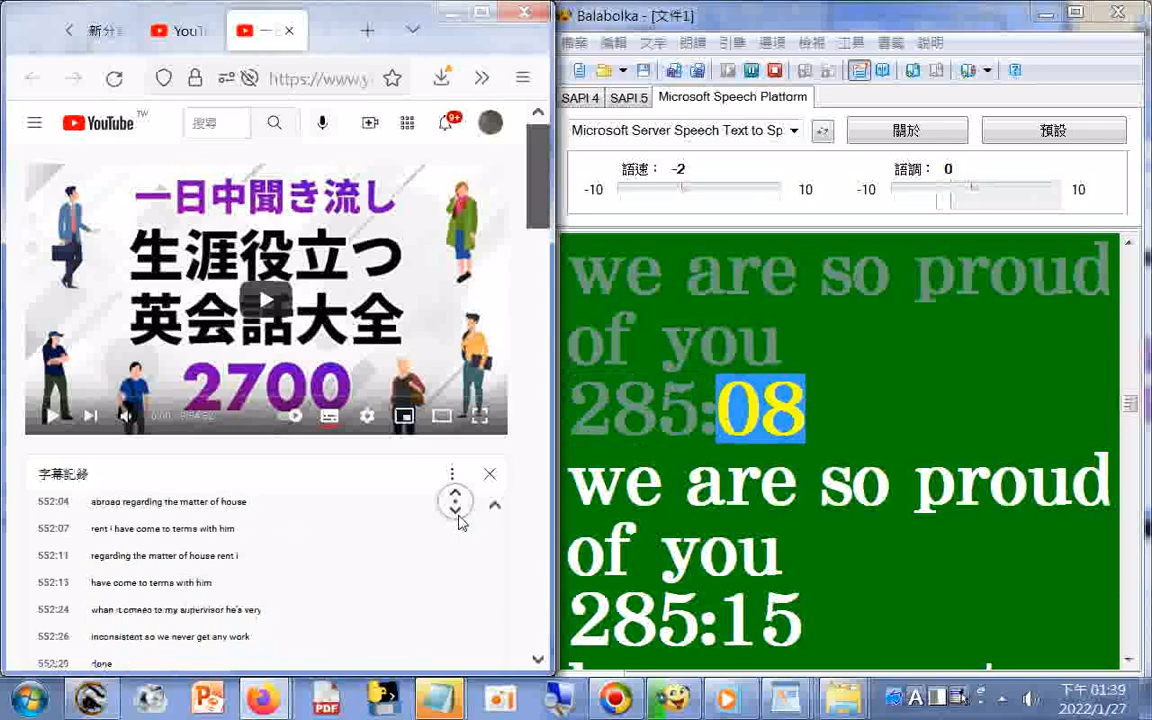 新分
YouT
一日
https://www.y
YouTube TW
搜尋
9+
一日中聞き流し
生涯役立つ
英会話大全
2700
字幕記錄
552:04 abroad regarding the matter of house
552:07 rent i have come to terms with him
552:11 regarding the matter of house rent i
552:15 have come to terms with him
552:24 when it comes to my supervisor he's very
552:26 inconsistent so we never get any work
552:29 done
Balabolka - [文件1]
檔案 編輯 文字 朗讀 引擎 選項 檢視 工具 書籤 說明
SAPI 4 SAPI 5 Microsoft Speech Platform
Microsoft Server Speech Text to Sp 關於 預設
語速： -2 語調： 0
-10 10 -10 10
we are so proud
of you
285:08
we are so proud
of you
285:15
PDF
下午 01:39
2022/1/27